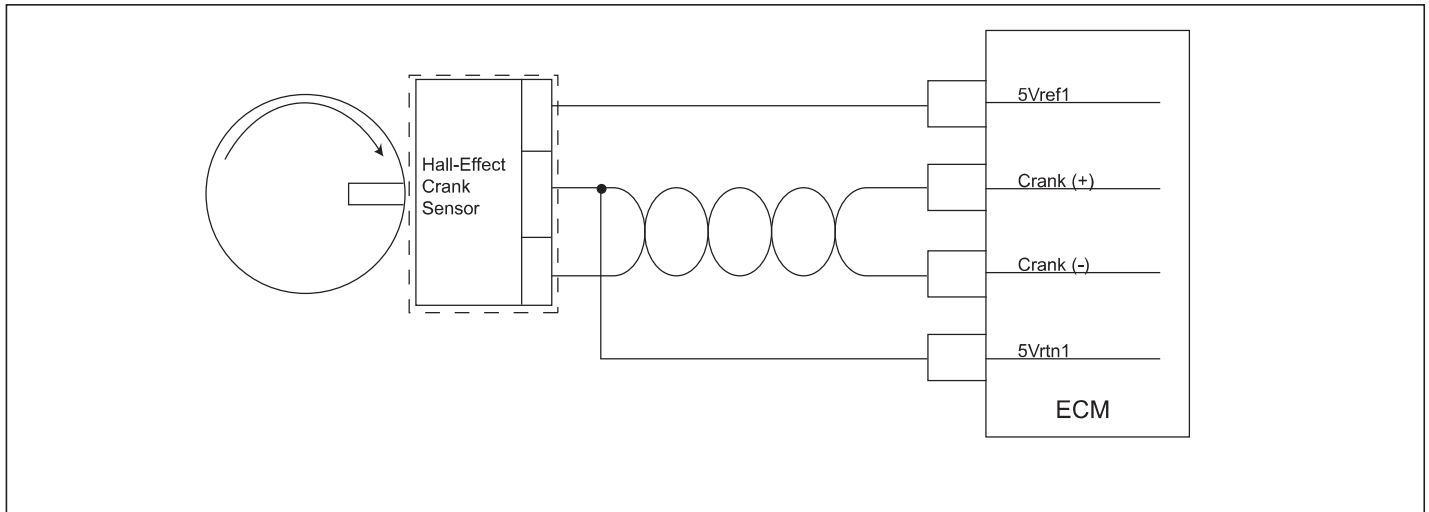 5Vref1
Hall-Effect
Crank
Sensor
Crank (+)
Crank (-)
5Vrtn1
ECM